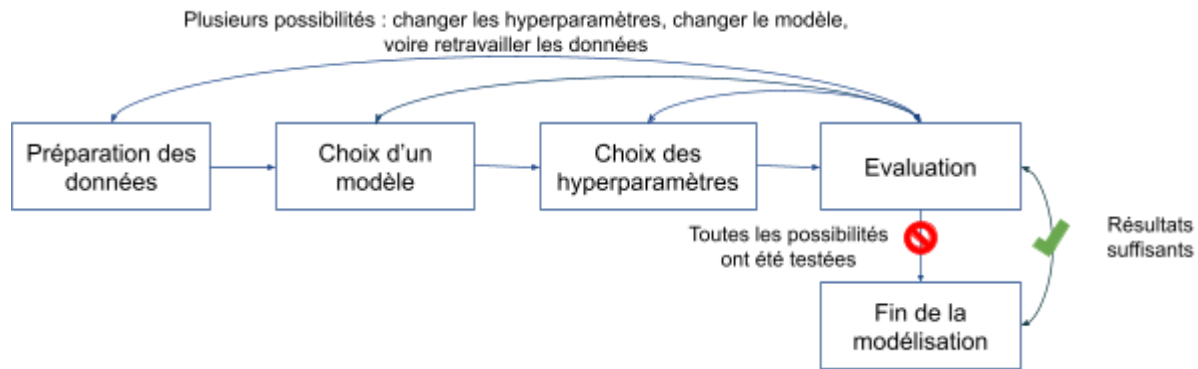 Plusieurs possibilités : changer les hyperparamètres, changer le modèle,
voire retravailler les données
Préparation des
données
Choix d'un
modèle
Choix des
hyperparamètres
Evaluation
Toutes les possibilités
ont été testées
Résultats
suffisants
Fin de la
modélisation